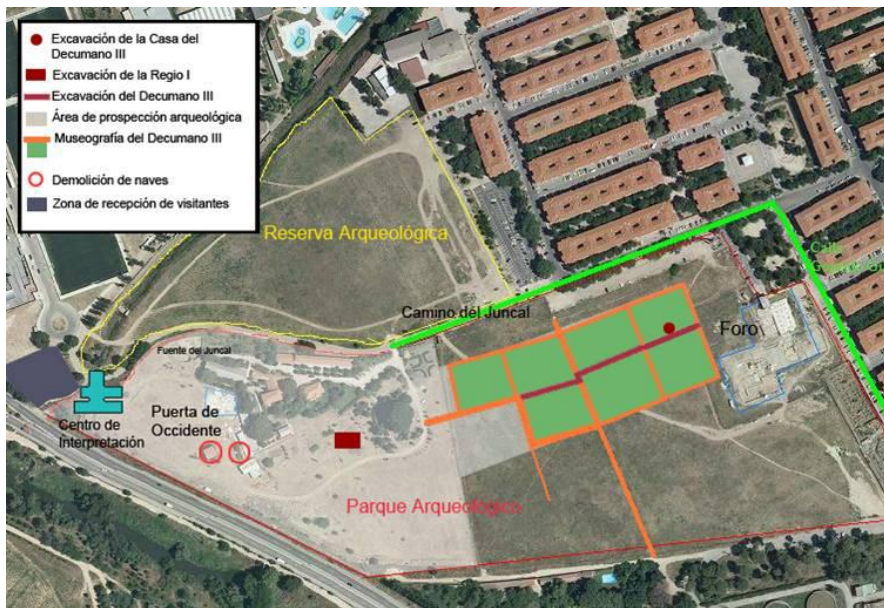 Excavación de la Casa del
Decumano III
Excavación de la Regio I
Excavación del Decumano III
Área de prospección arqueológica
Museografía del Decumano III
Demolición de naves
Zona de recepción de visitantes
Reserva Arqueológica
Calle
Camino del Juncal
Foro
Fuente del Juncal
Puerta de
Occidente
Centro de
Interpretación
Parque Arqueológico